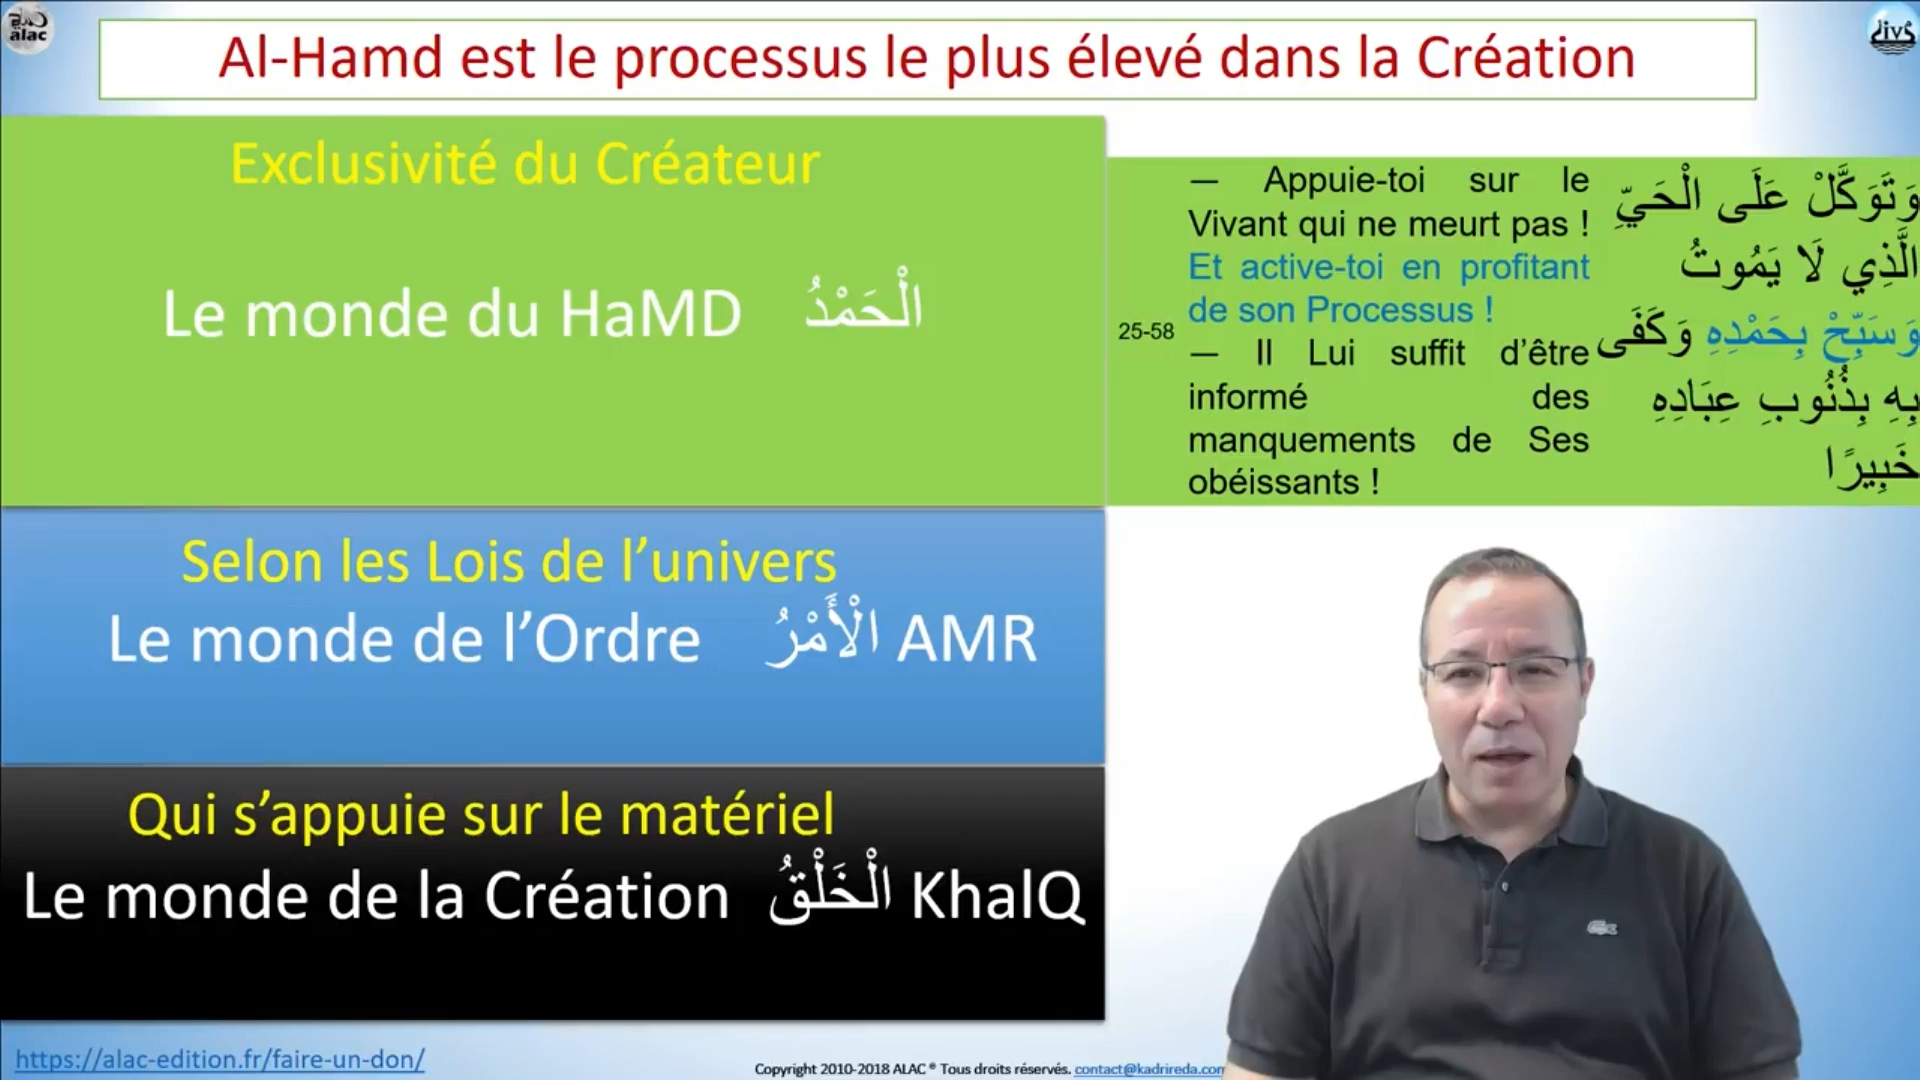 صلاح
alac
Al-Hamd est le processus le plus élevé dans la Création
Exclusivité du Créateur
Le monde du HaMD الْحَمْدُ
Selon les Lois de l’univers
Le monde de l’Ordre الْأَمْرُ AMR
Qui s’appuie sur le matériel
Le monde de la Création الْخَلْقُ KhalQ
25-58
— Appuie-toi sur le
Vivant qui ne meurt pas !
Et active-toi en profitant
de son Processus !
— Il Lui suffit d’être
informé des
manquements de Ses
obéissants !
وَتَوَكَّلْ عَلَى الْحَيِّ
الَّذِي لَا يَمُوتُ
وَسَبِّحْ بِحَمْدِهِ وَكَفَى
بِهِ بِذُنُوبِ عِبَادِهِ
خَبِيرًا
https://alac-edition.fr/faire-un-don/
Copyright 2010-2018 ALAC ® Tous droits réservés. contact@kadrireda.com